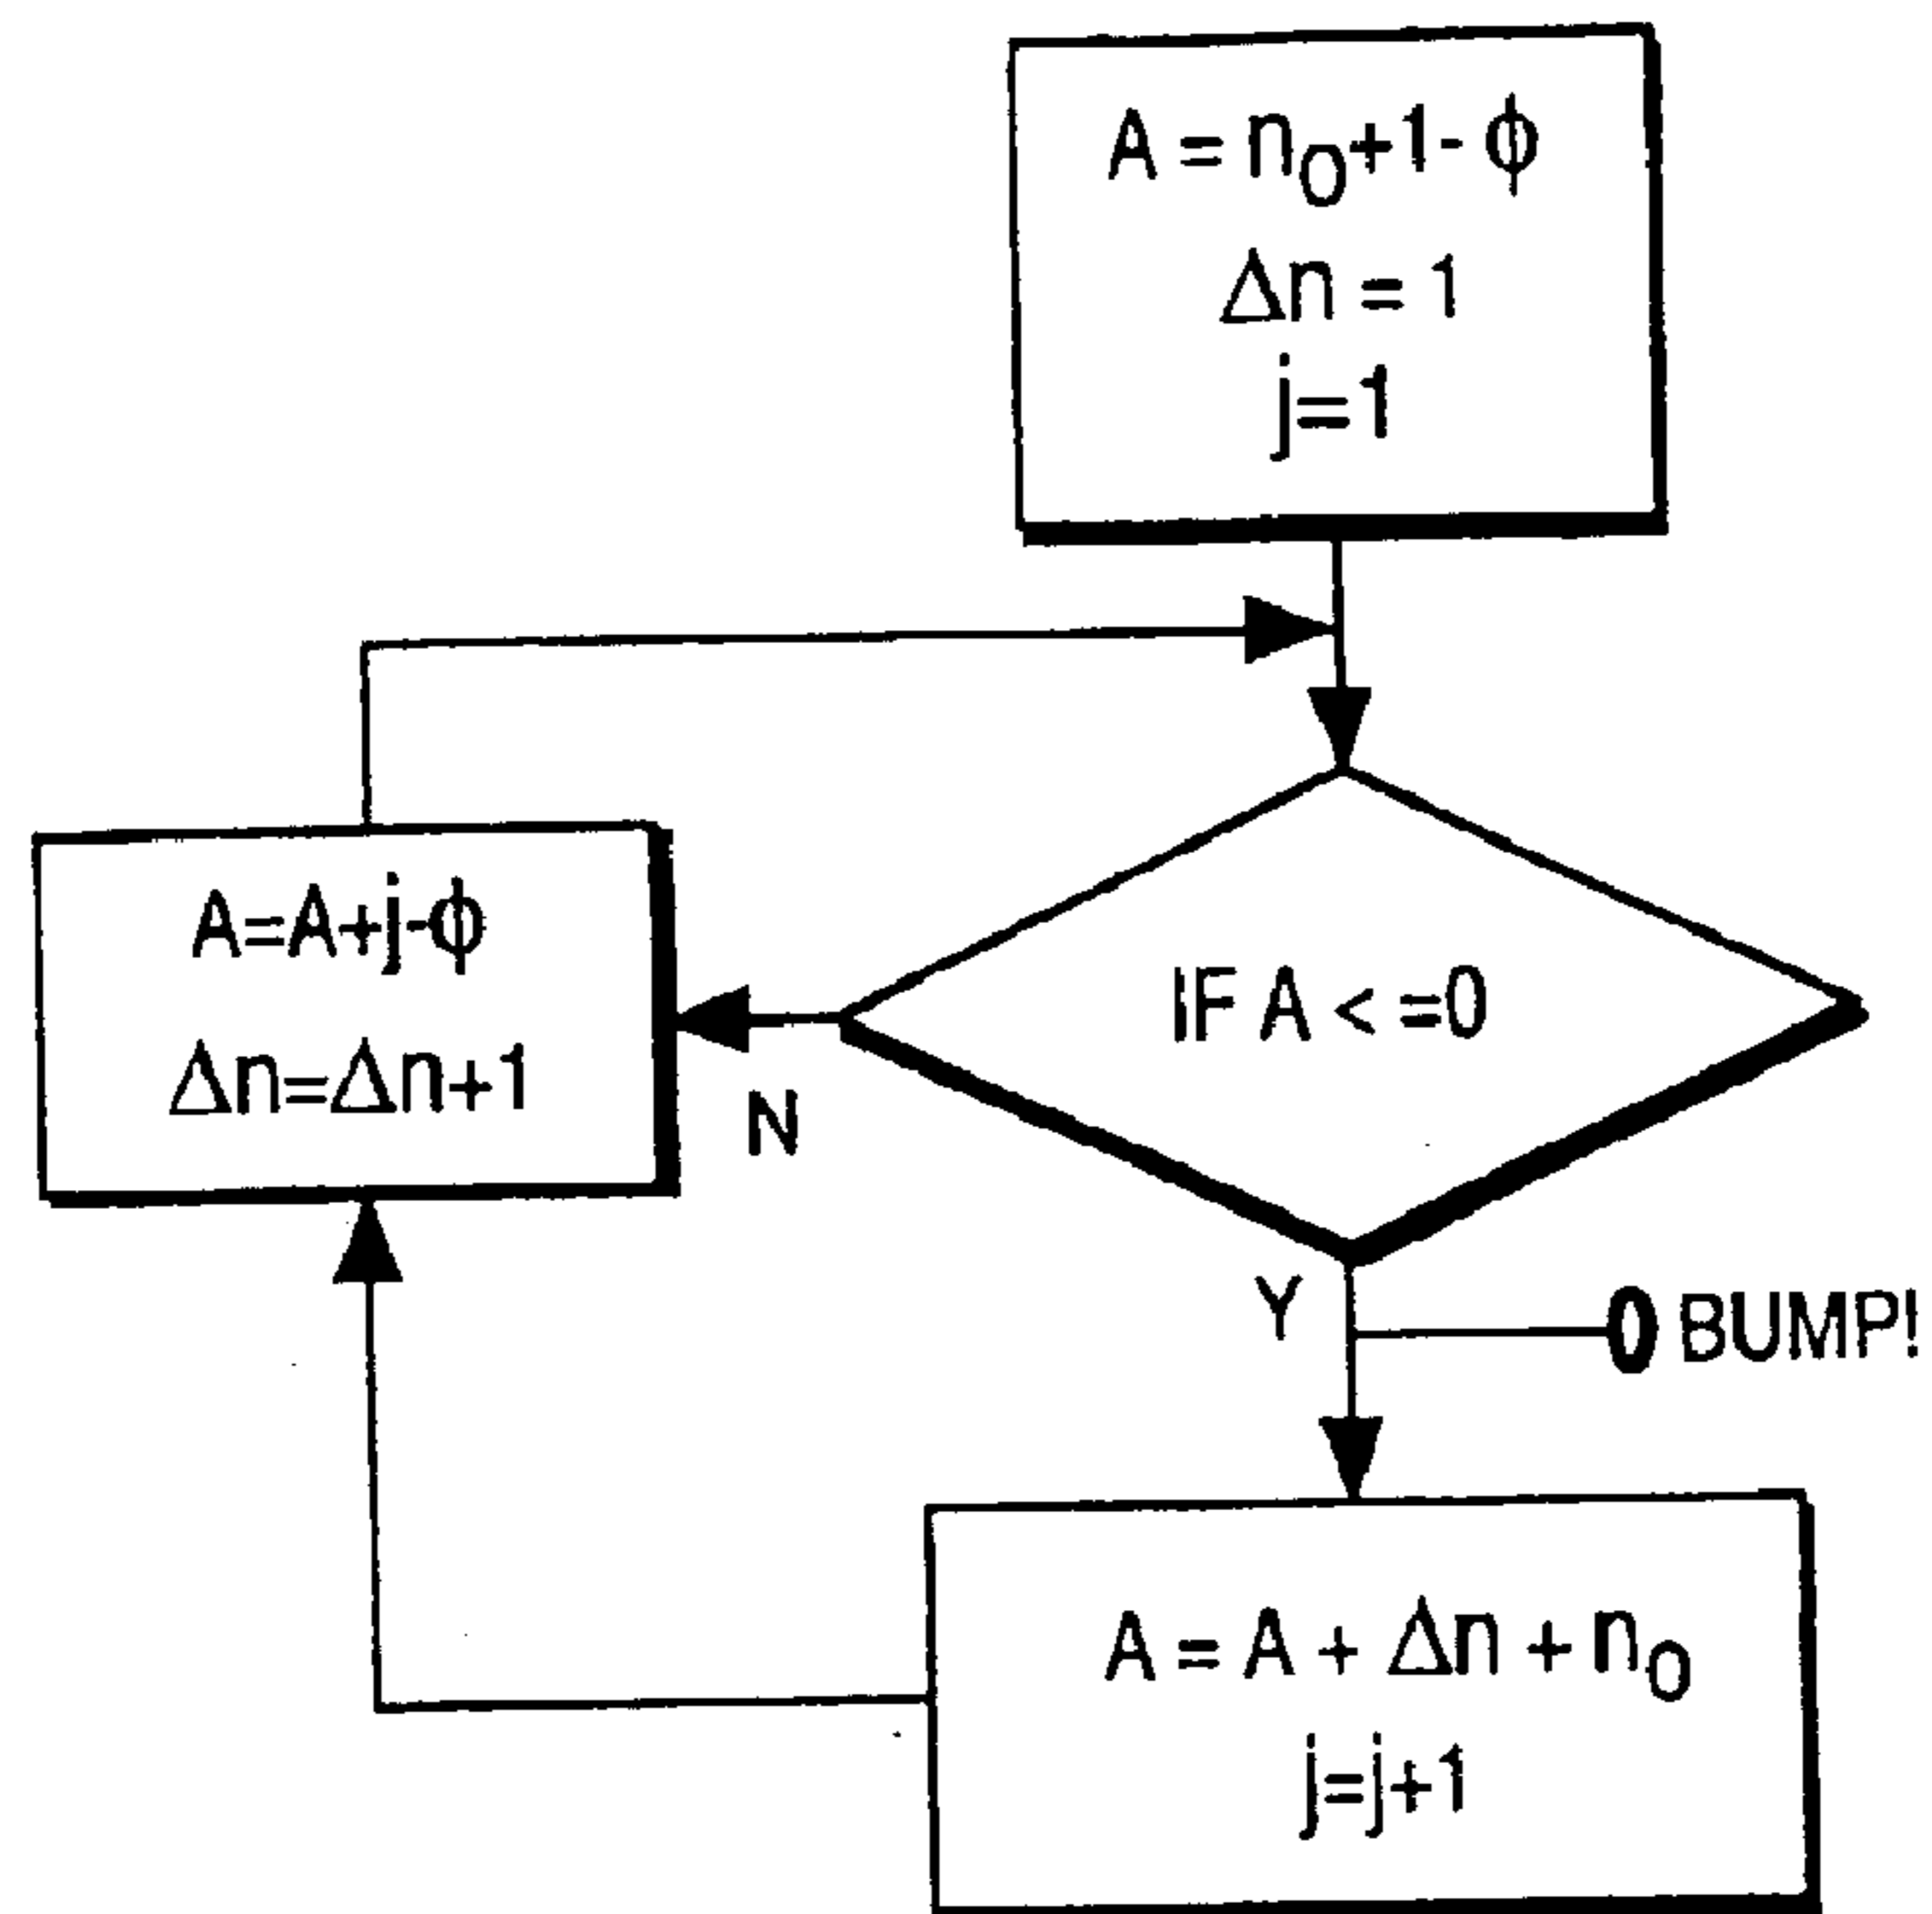 A = n₀+1- ϕ
Δn = 1
j=1
A=A+j-ϕ
Δn=Δn+1
IF A < =0
N
Y
BUMP!
A = A + Δn + n₀
j=j+1